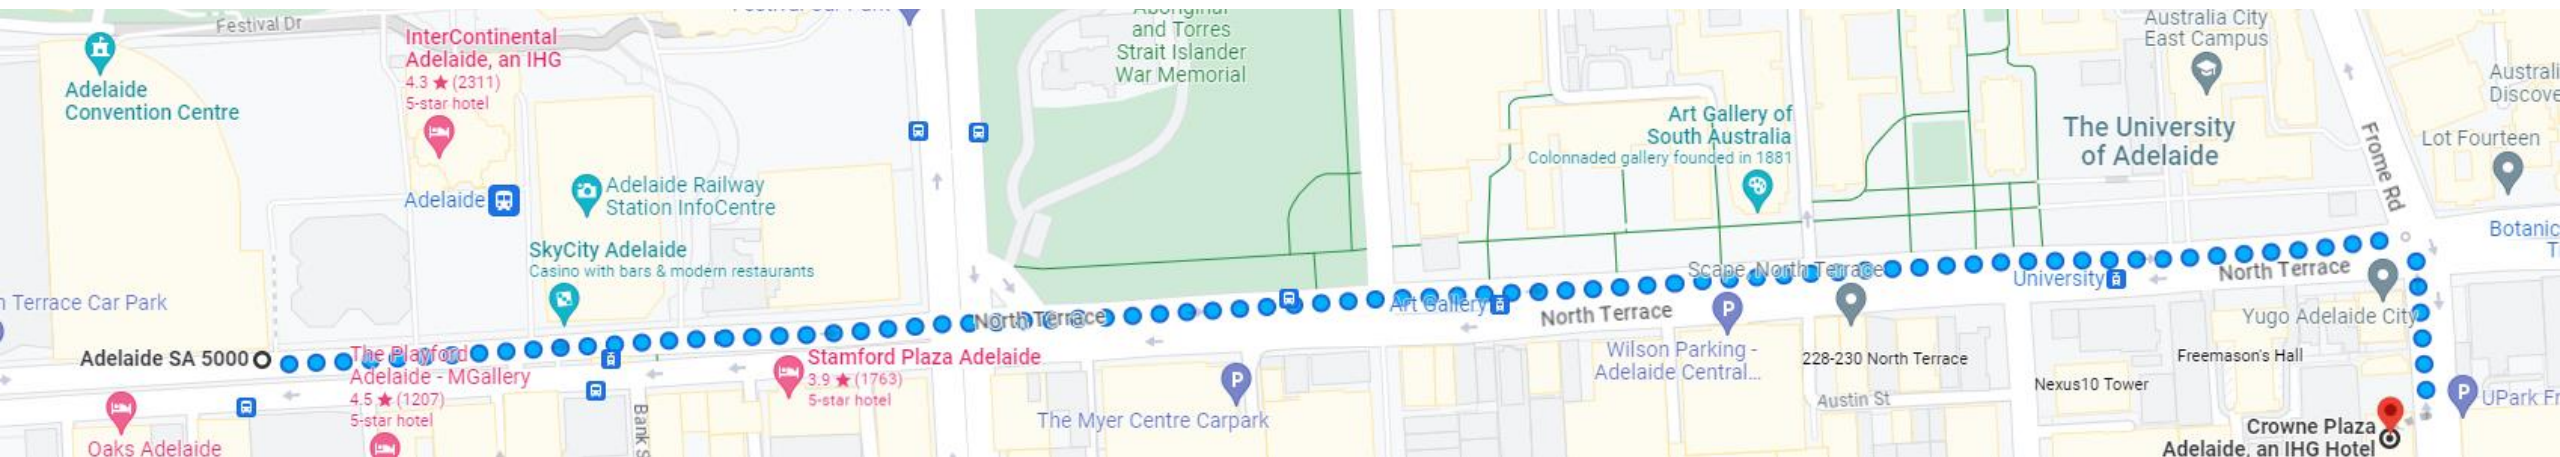 Festival Dr
InterContinental
Adelaide, an IHG
4.3 ★ (2311)
5-star hotel
Adelaide
Convention Centre
Adelaide
Adelaide Railway
Station InfoCentre
SkyCity Adelaide
Casino with bars & modern restaurants
Terrace Car Park
Adelaide SA 5000
The Playford
Adelaide - MGallery
4.5 ★ (1207)
5-star hotel
Oaks Adelaide
Stamford Plaza Adelaide
3.9 ★ (1763)
5-star hotel
Bank S
and Torres
Strait Islander
War Memorial
North Terrace
The Myer Centre Carpark
Art Gallery of
South Australia
Colonnaded gallery founded in 1881
Art Gallery
Scape North Terrace
North Terrace
Wilson Parking -
Adelaide Central...
228-230 North Terrace
Austin St
Australia City
East Campus
The University
of Adelaide
University
North Terrace
Yugo Adelaide City
Freemason's Hall
Nexus10 Tower
Crowne Plaza
Adelaide, an IHG Hotel
Frome Rd
Australi
Discove
Lot Fourteen
Botanic
T
UPark Fr